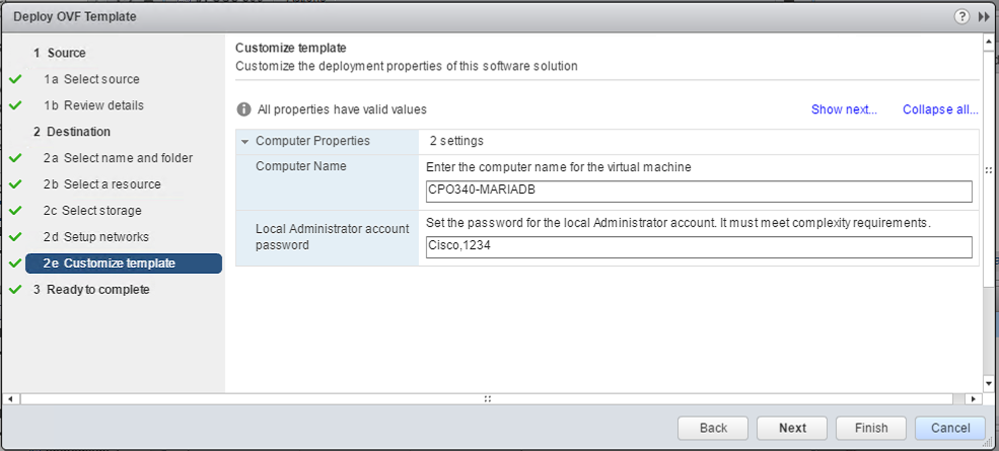 Deploy OVF Template
?
1 Source
1a Select source
1b Review details
2 Destination
2a Select name and folder
2b Select a resource
2c Select storage
2d Setup networks
2e Customize template
3 Ready to complete
Customize template
Customize the deployment properties of this software solution
All properties have valid values
Show next...
Collapse all...
Computer Properties
2 settings
Computer Name
Enter the computer name for the virtual machine
CPO340-MARIADB
Local Administrator account
password
Set the password for the local Administrator account. It must meet complexity requirements.
Cisco,1234
Back
Next
Finish
Cancel